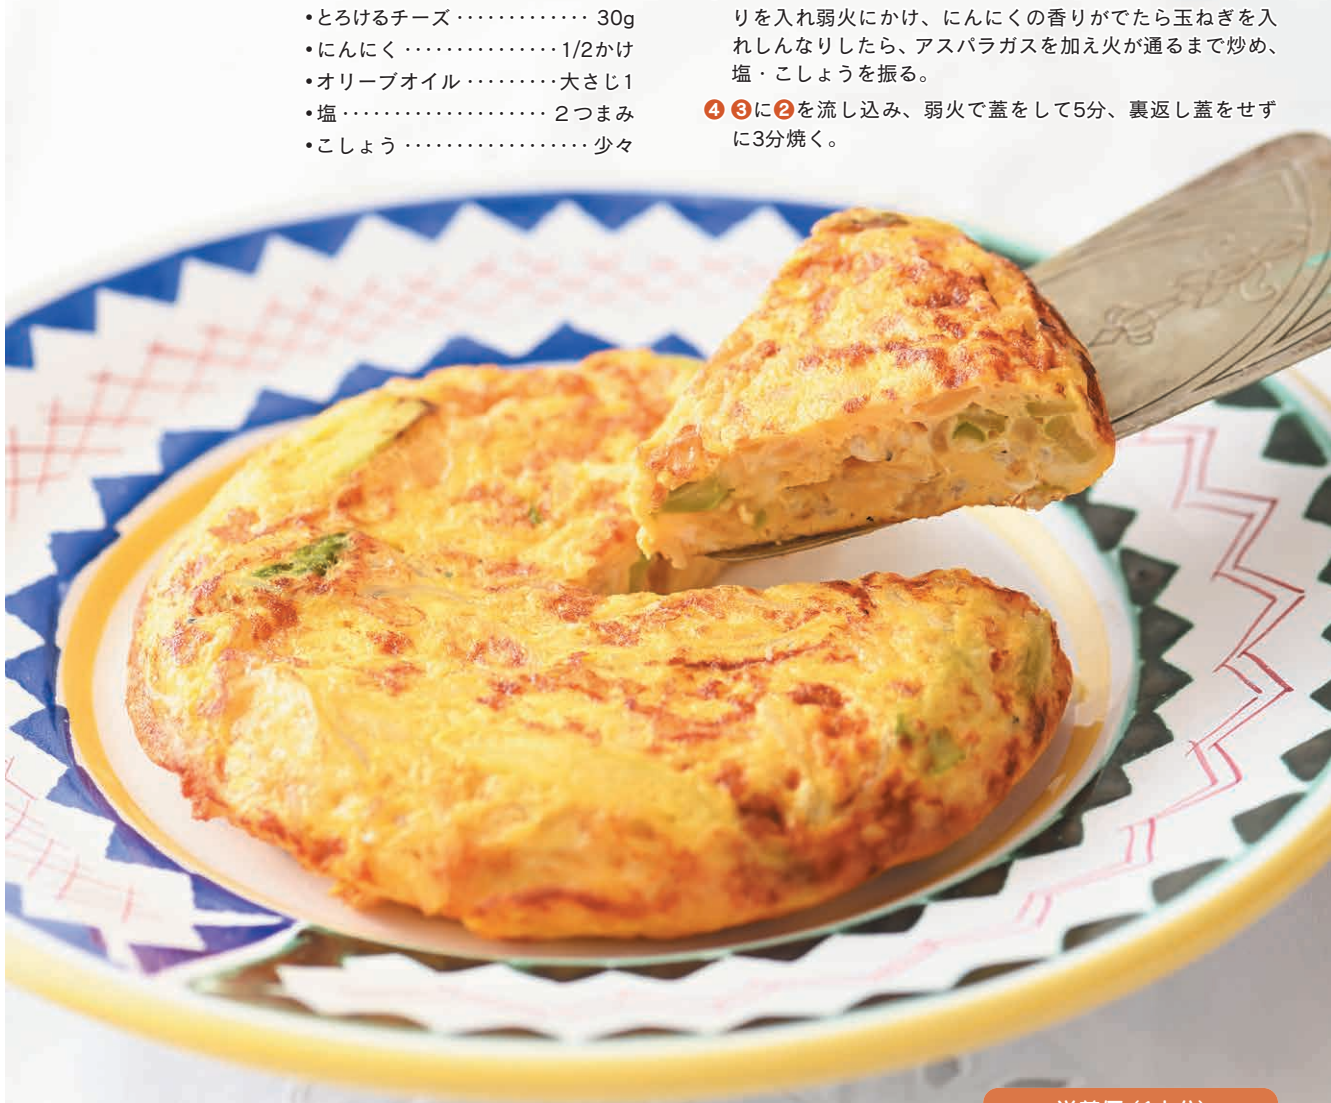 •とろけるチーズ ············· 30g
•にんにく ···············1/2かけ
•オリーブオイル ·········大さじ1
•塩 ···················· 2つまみ
•こしょう ·················· 少々
りを入れ弱火にかけ、にんにくの香りがでたら玉ねぎを入
れしんなりしたら、アスパラガスを加え火が通るまで炒め、
塩・こしょうを振る。
❹ ❸に❷を流し込み、弱火で蓋をして5分、裏返し蓋をせず
に3分焼く。